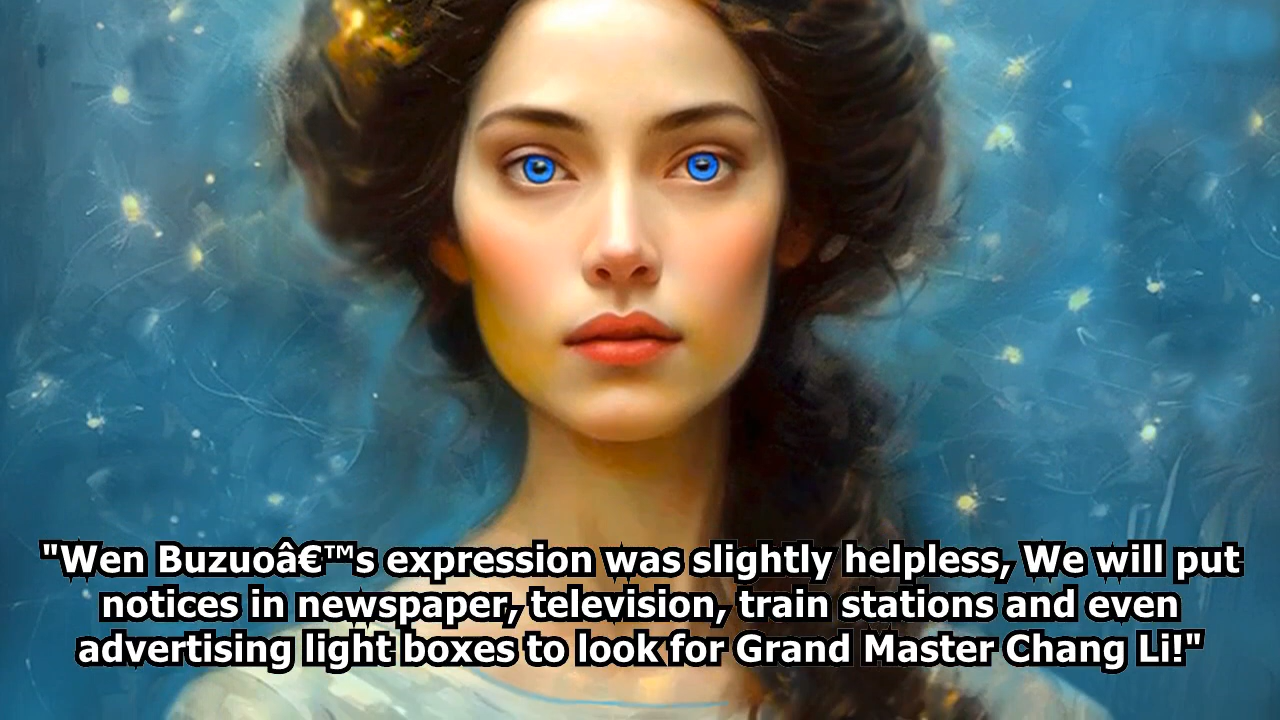 "Wen Buzuoâ€™s expression was slightly helpless, We will put
notices in newspaper, television, train stations and even
advertising light boxes to look for Grand Master Chang Li!"